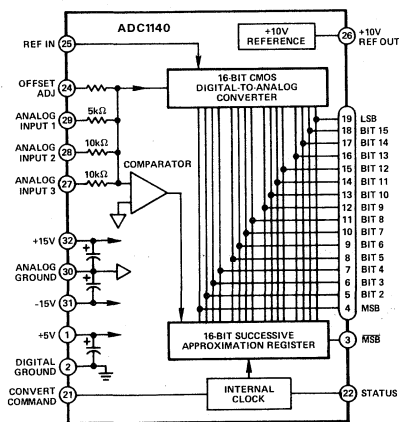 ADC1140
REF IN
25
+10V
REFERENCE
26
+10V
REF OUT
OFFSET
ADJ
24
16-BIT CMOS
DIGITAL-TO-ANALOG
CONVERTER
ANALOG
INPUT 1
29
5kΩ
ANALOG
INPUT 2
28
10kΩ
ANALOG
INPUT 3
27
10kΩ
COMPARATOR
19 LSB
18 BIT 15
17 BIT 14
16 BIT 13
15 BIT 12
14 BIT 11
13 BIT 10
12 BIT 9
11 BIT 8
10 BIT 7
9 BIT 6
8 BIT 5
7 BIT 4
6 BIT 3
5 BIT 2
4 MSB
+15V
32
+
ANALOG
GROUND
30
+
-15V
31
+5V
1
+
DIGITAL
GROUND
2
16-BIT SUCCESSIVE
APPROXIMATION REGISTER
3 M̅S̅B̅
CONVERT
COMMAND
21
INTERNAL
CLOCK
22 STATUS